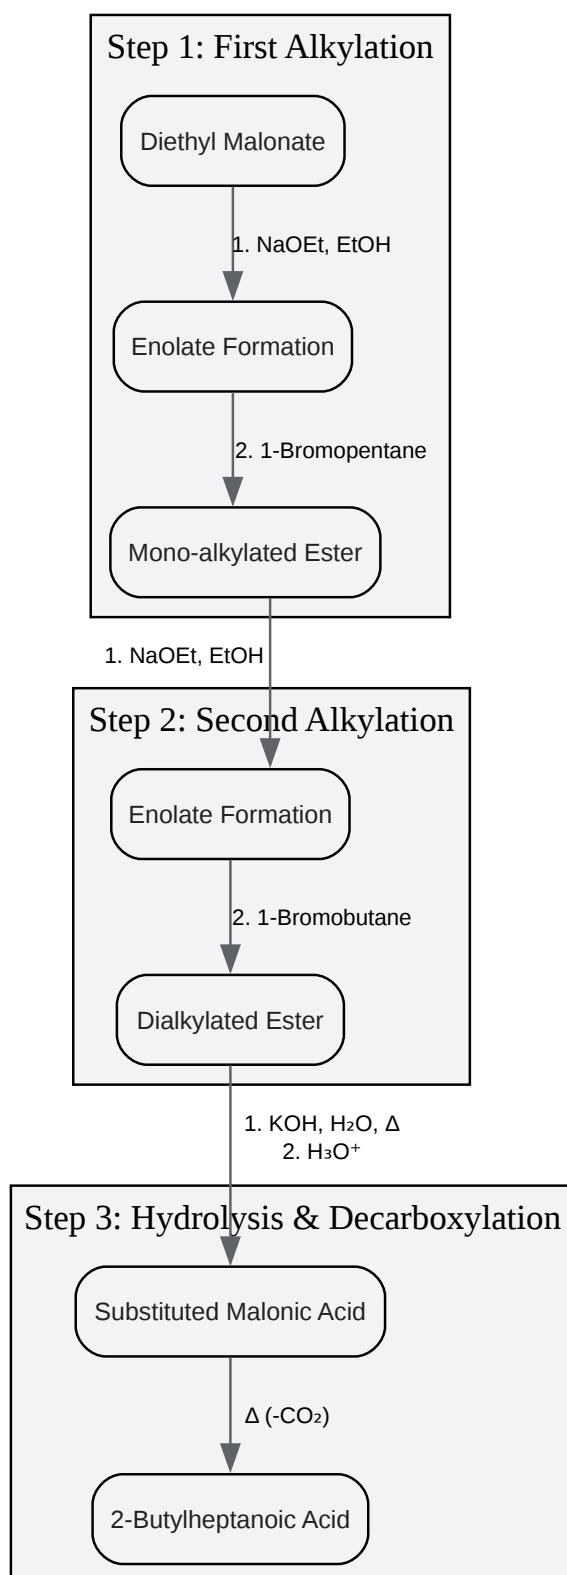 Step 1: First Alkylation
Diethyl Malonate
1. NaOEt, EtOH
Enolate Formation
2. 1-Bromopentane
Mono-alkylated Ester
1. NaOEt, EtOH
Step 2: Second Alkylation
Enolate Formation
2. 1-Bromobutane
Dialkylated Ester
1. KOH, H₂O, Δ
2. H₃O⁺
Step 3: Hydrolysis & Decarboxylation
Substituted Malonic Acid
Δ (-CO₂)
2-Butylheptanoic Acid